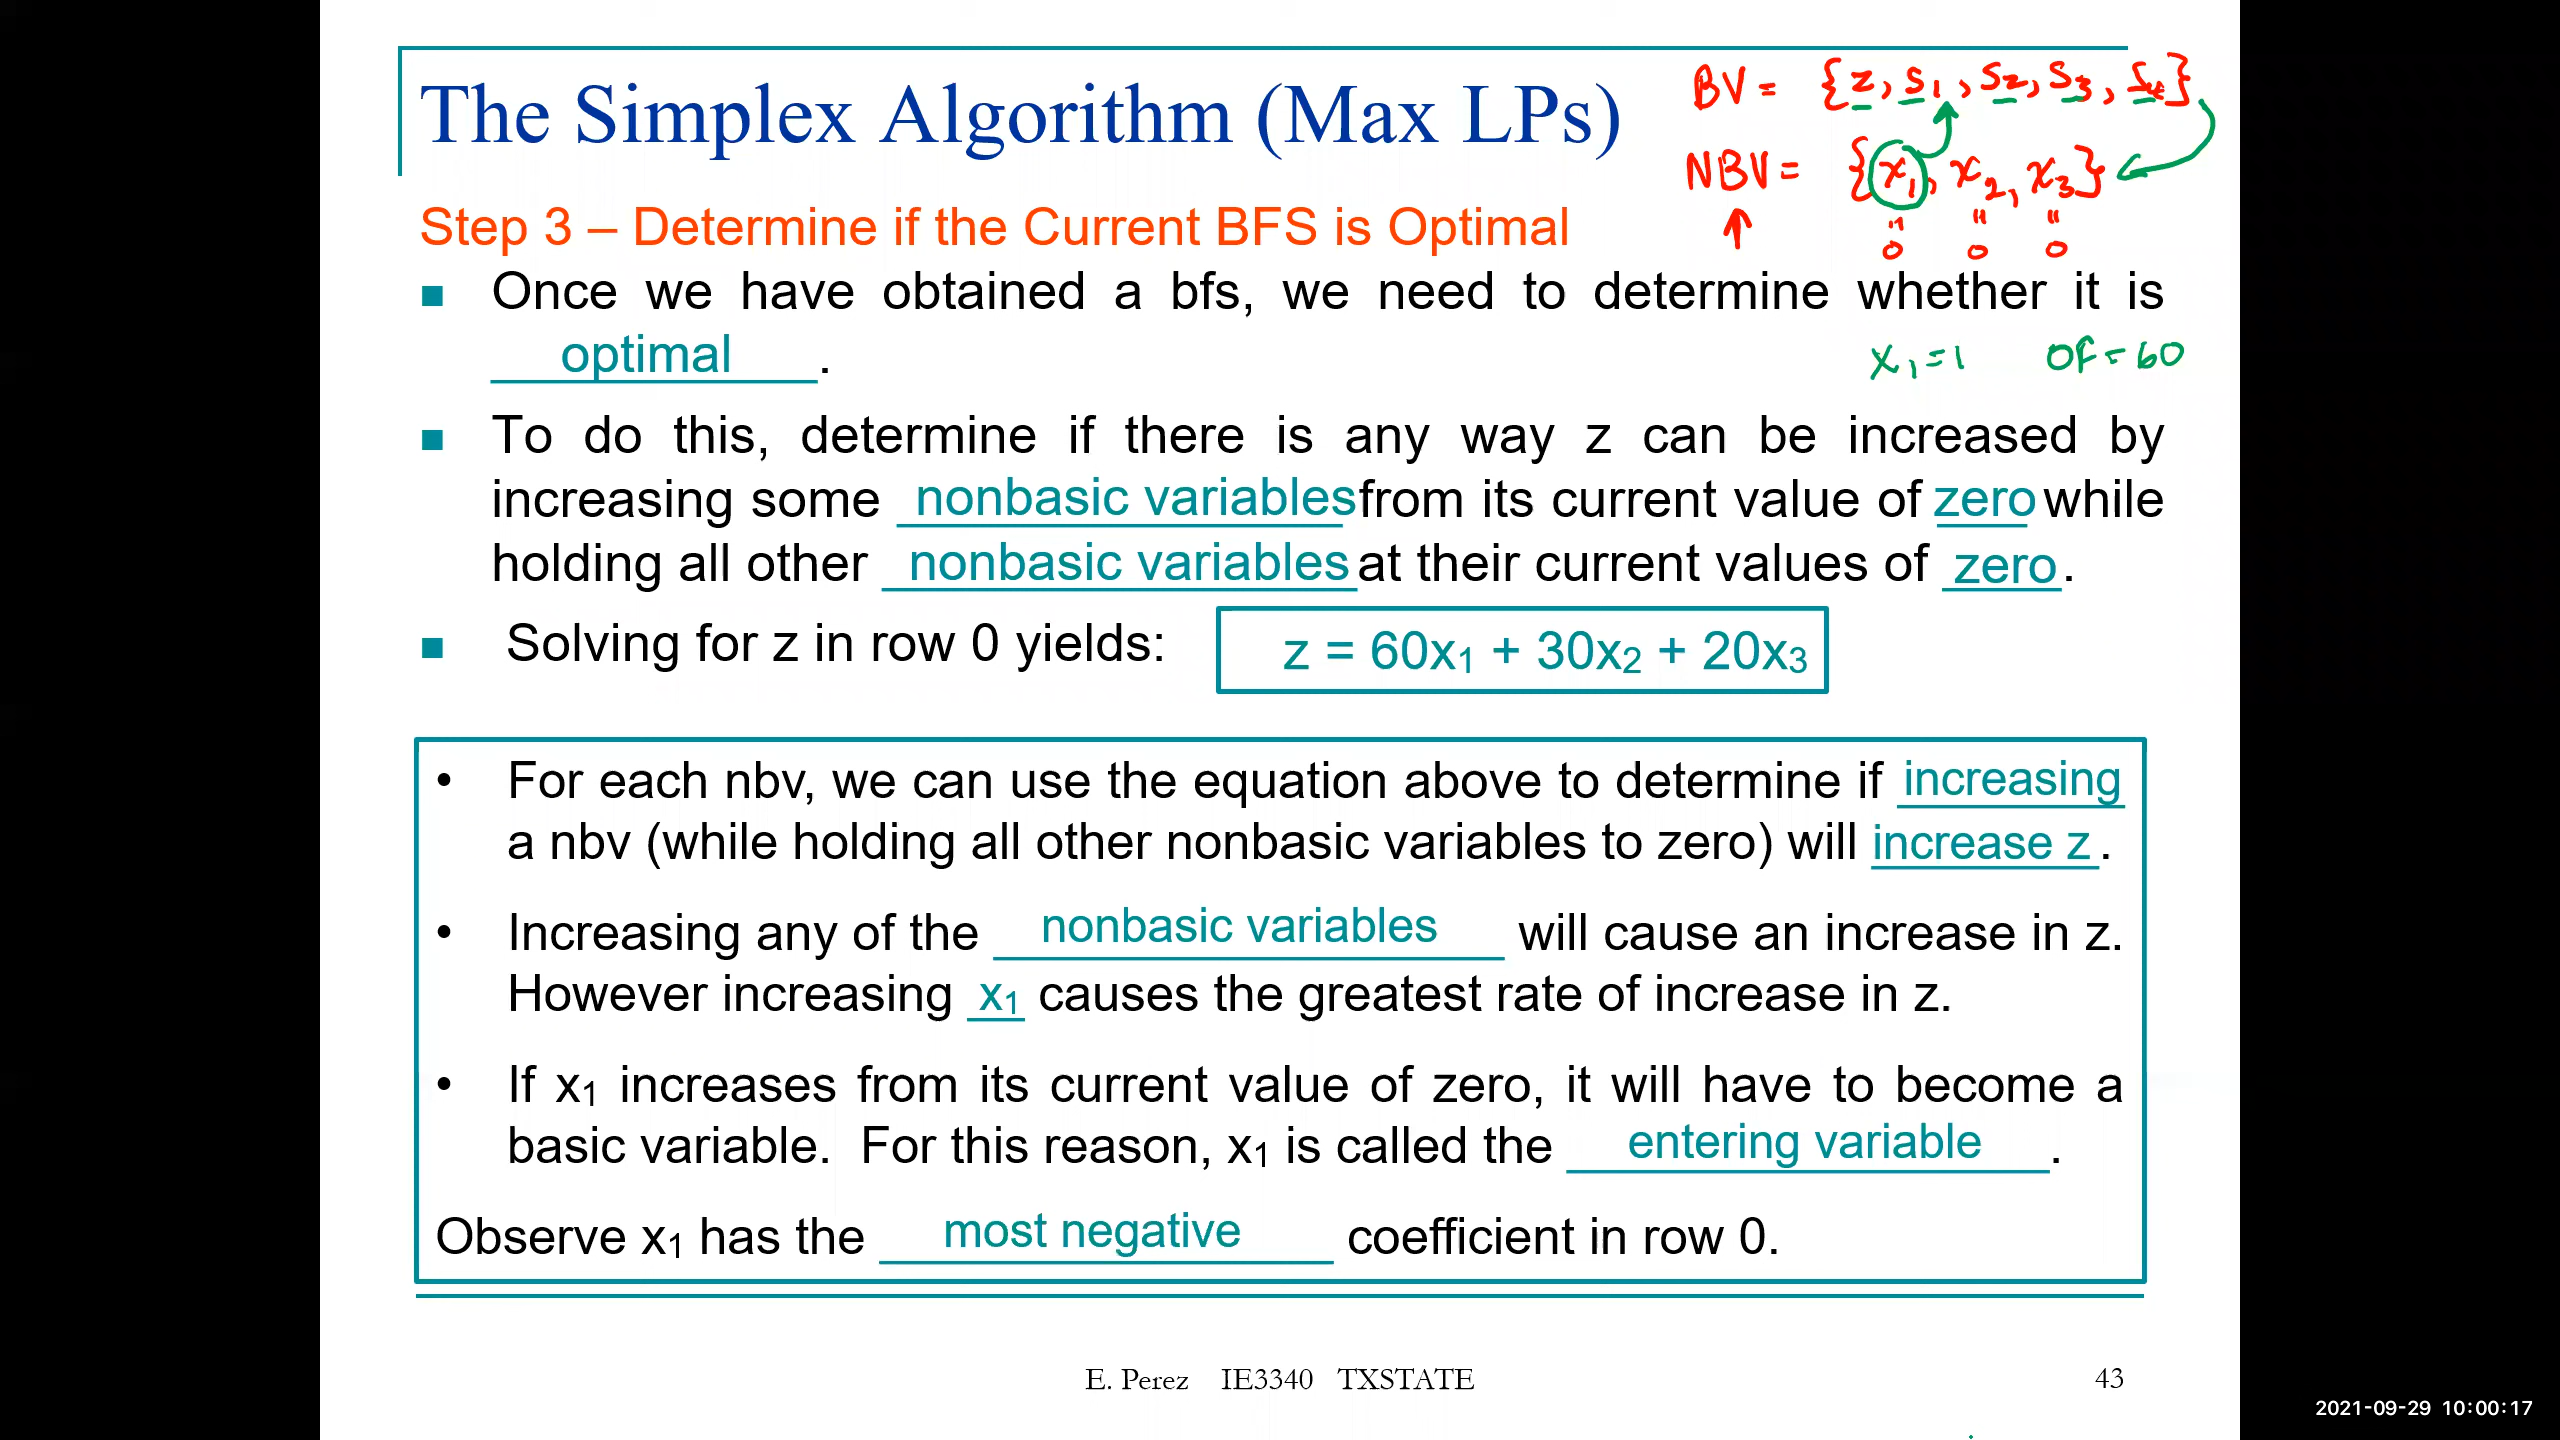 The Simplex Algorithm (Max LPs)
BV = {z, s1, s2, s3, s4}
NBV = {x1, x2, x3}
" " "
0 0 0
Step 3 – Determine if the Current BFS is Optimal
■ Once we have obtained a bfs, we need to determine whether it is
optimal.
x1=1 OF=60
■ To do this, determine if there is any way z can be increased by
increasing some nonbasic variables from its current value of zero while
holding all other nonbasic variables at their current values of zero.
■ Solving for z in row 0 yields: z = 60x1 + 30x2 + 20x3
• For each nbv, we can use the equation above to determine if increasing
a nbv (while holding all other nonbasic variables to zero) will increase z.
• Increasing any of the nonbasic variables will cause an increase in z.
However increasing x1 causes the greatest rate of increase in z.
• If x1 increases from its current value of zero, it will have to become a
basic variable. For this reason, x1 is called the entering variable.
Observe x1 has the most negative coefficient in row 0.
E. Perez IE3340 TXSTATE
43
2021-09-29 10:00:17